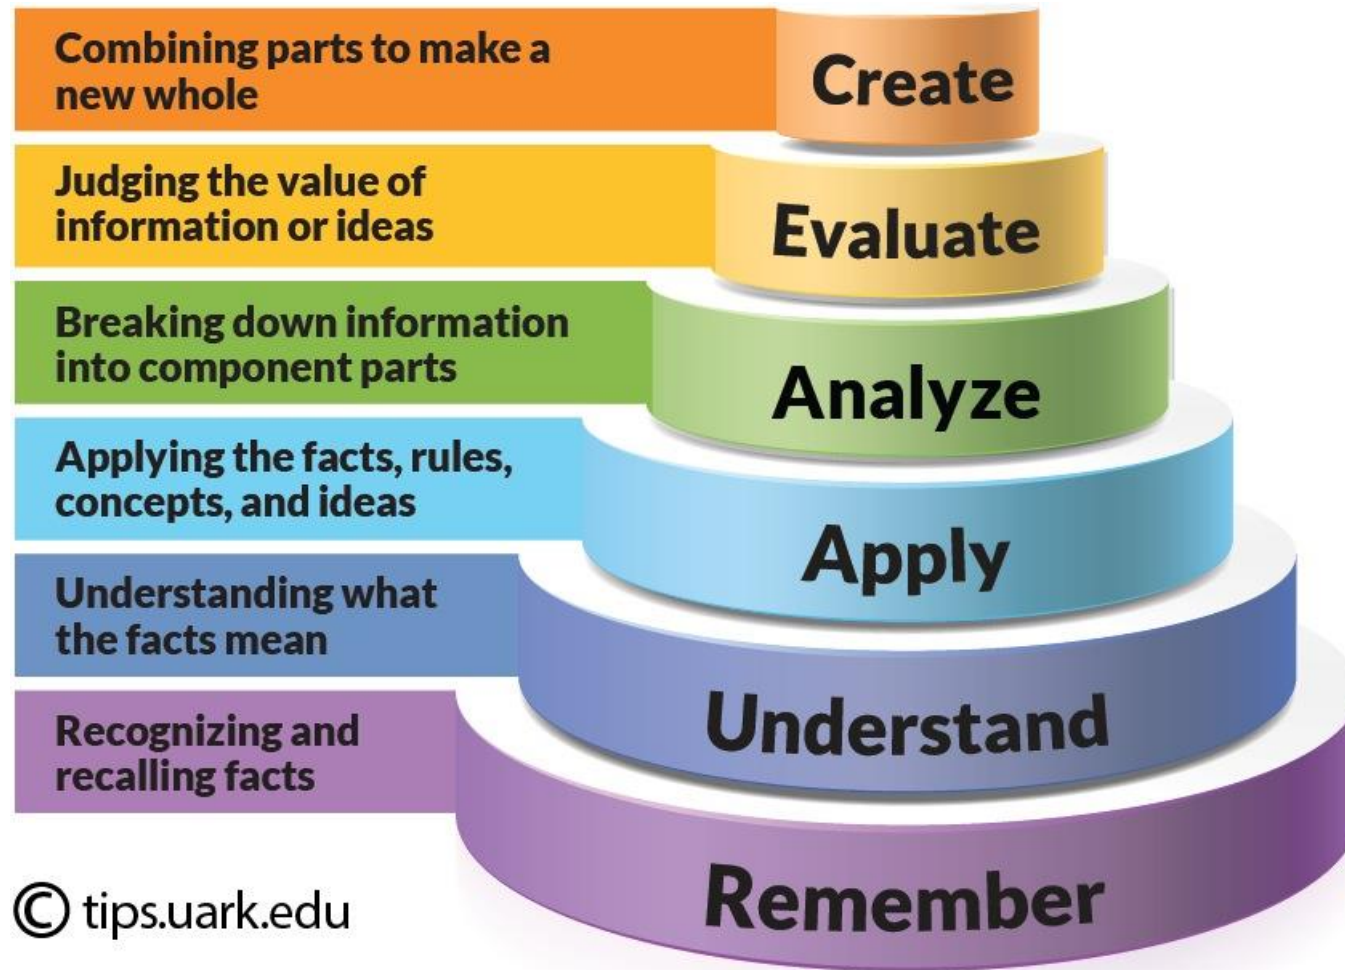 Combining parts to make a
new whole
Create
Judging the value of
information or ideas
Evaluate
Breaking down information
into component parts
Analyze
Applying the facts, rules,
concepts, and ideas
Apply
Understanding what
the facts mean
Understand
Recognizing and
recalling facts
Remember
© tips.uark.edu